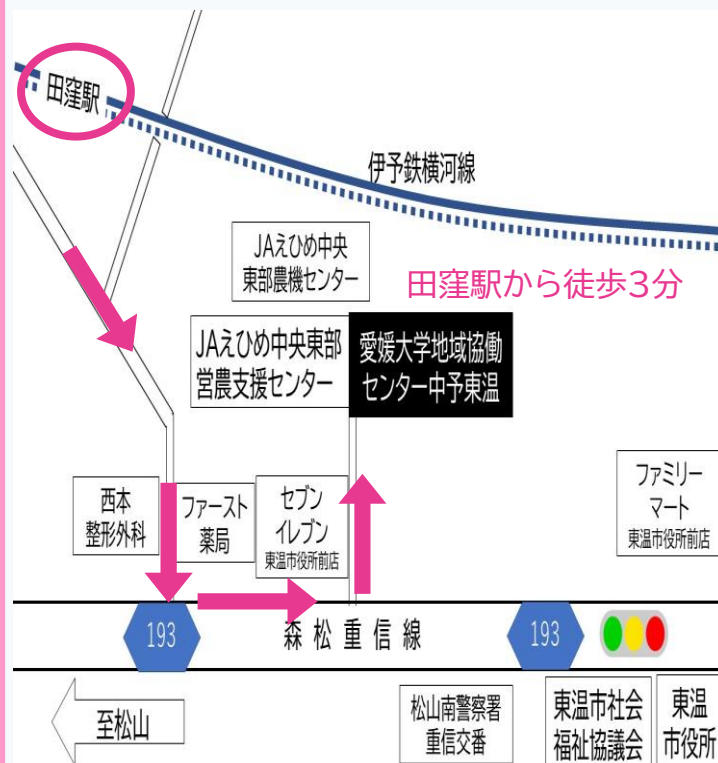 田窪駅
伊予鉄横河線
JAえひめ中央
東部農機センター
田窪駅から徒歩3分
JAえひめ中央東部
営農支援センター
愛媛大学地域協働
センター中予東温
西本
整形外科
ファースト
薬局
セブン
イレブン
東温市役所前店
ファミリー
マート
東温市役所前店
193
森松重信線
193
至松山
松山南警察署
重信交番
東温市社会
福祉協議会
東温
市役所